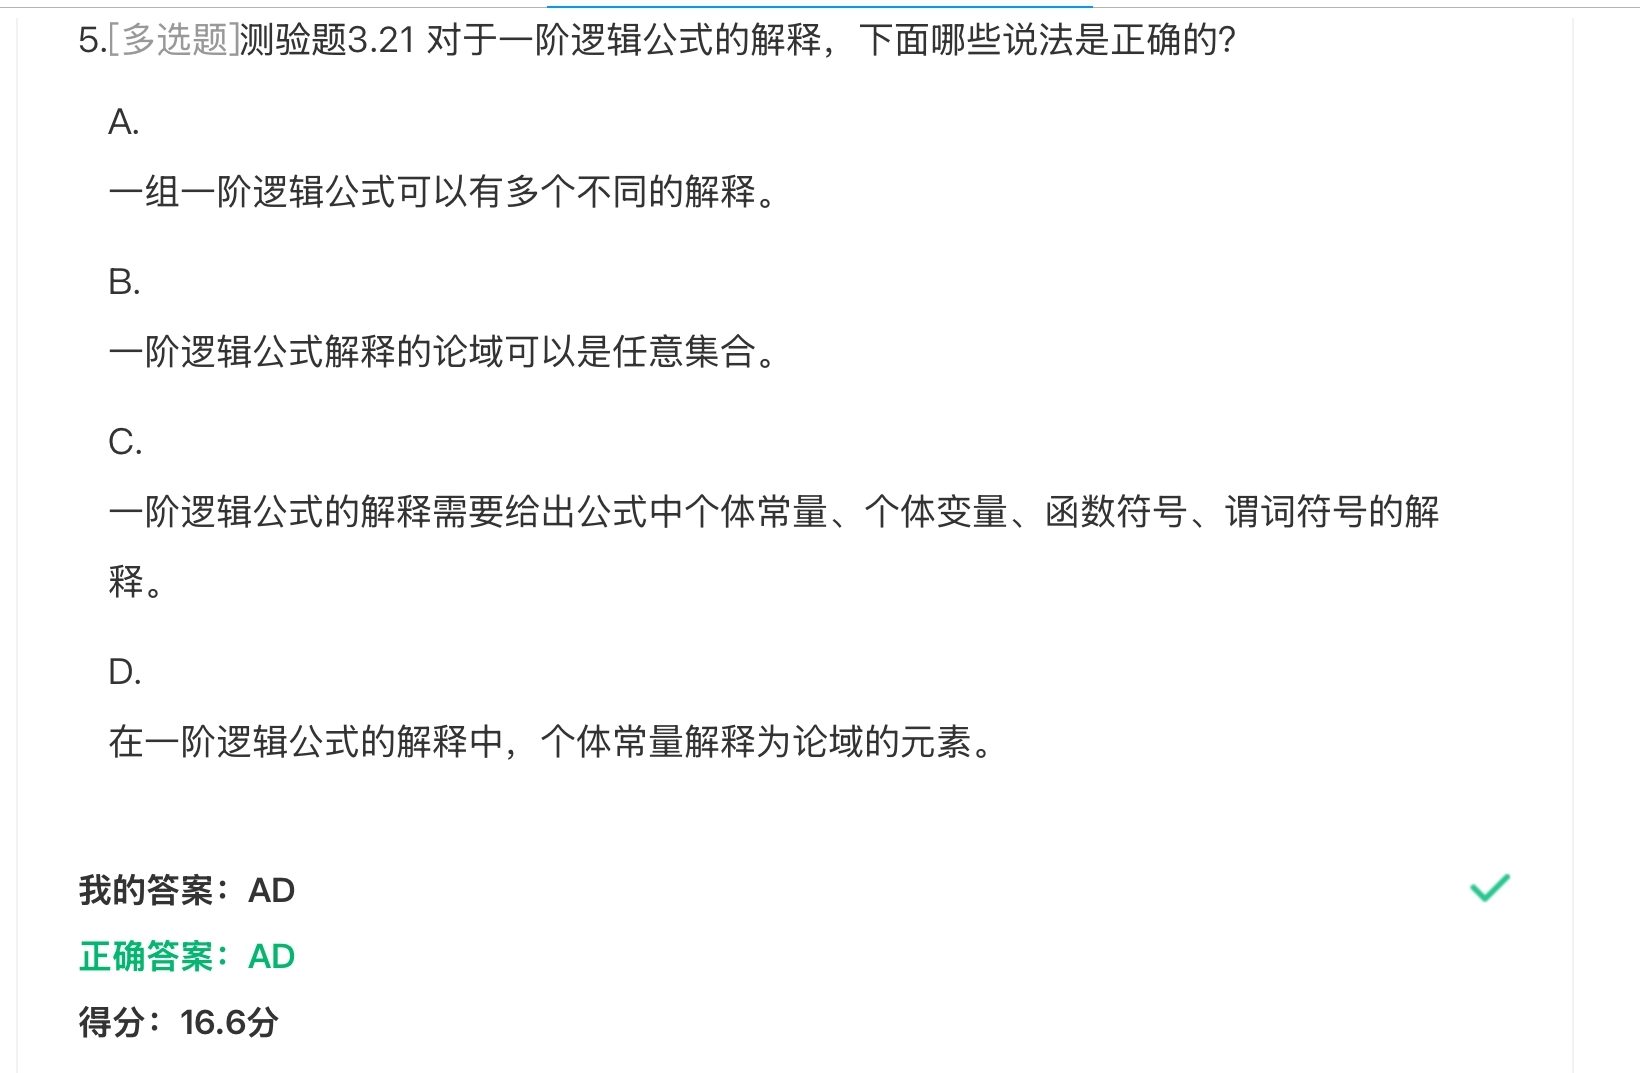 5.[多选题]测验题3.21 对于一阶逻辑公式的解释，下面哪些说法是正确的?
A.
一组一阶逻辑公式可以有多个不同的解释。
B.
一阶逻辑公式解释的论域可以是任意集合。
C.
一阶逻辑公式的解释需要给出公式中个体常量、个体变量、函数符号、谓词符号的解
释。
D.
在一阶逻辑公式的解释中，个体常量解释为论域的元素。
我的答案：AD
正确答案：AD
得分：16.6分